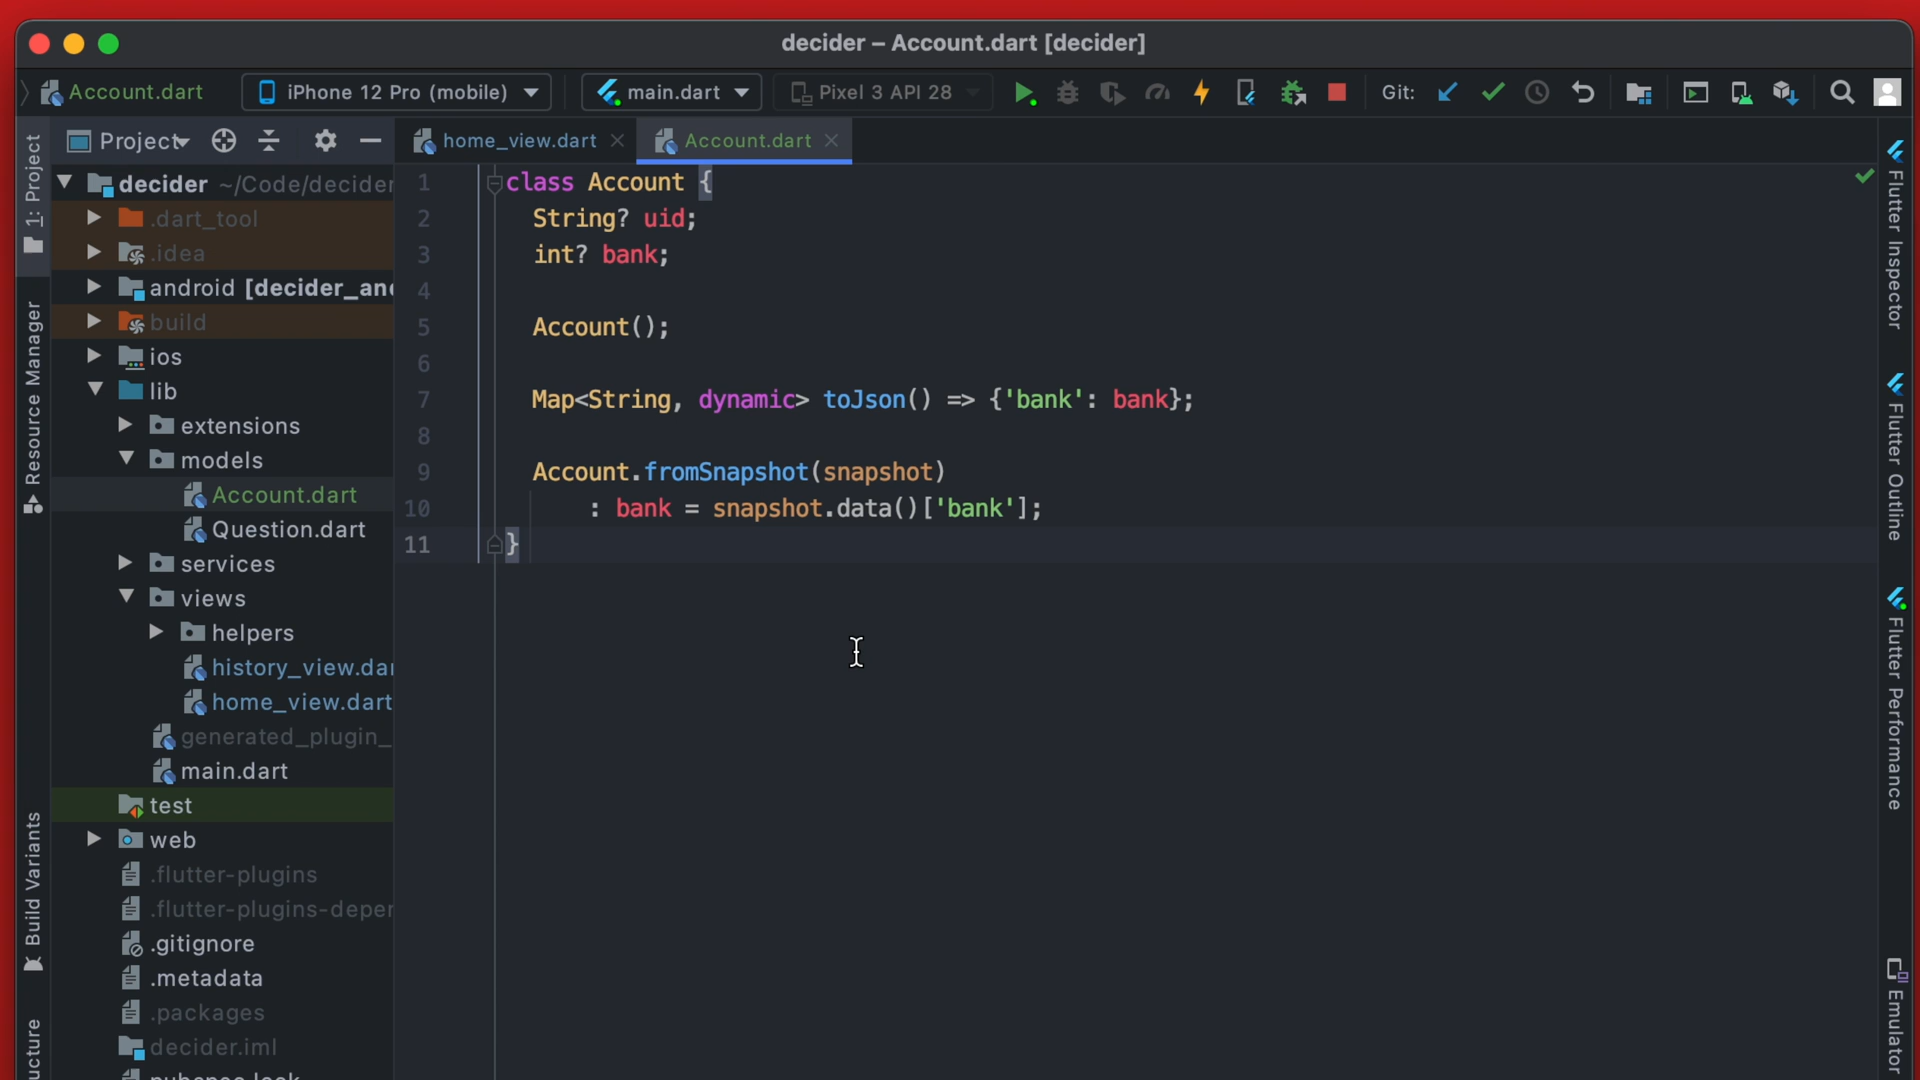 decider – Account.dart [decider]
Account.dart
iPhone 12 Pro (mobile)
main.dart
Pixel 3 API 28
Git:
Project
home_view.dart
Account.dart
1: Project
Resource Manager
Build Variants
ucture
decider ~/Code/decider
.dart_tool
.idea
android [decider_and
build
ios
lib
extensions
models
Account.dart
Question.dart
services
views
helpers
history_view.dar
home_view.dart
generated_plugin_
main.dart
test
web
.flutter-plugins
.flutter-plugins-deper
.gitignore
.metadata
.packages
decider.iml
1 class Account {
2 String? uid;
3 int? bank;
4
5 Account();
6
7 Map<String, dynamic> toJson() => {'bank': bank};
8
9 Account.fromSnapshot(snapshot)
10 : bank = snapshot.data()['bank'];
11 }
Flutter Inspector
Flutter Outline
Flutter Performance
Emulator